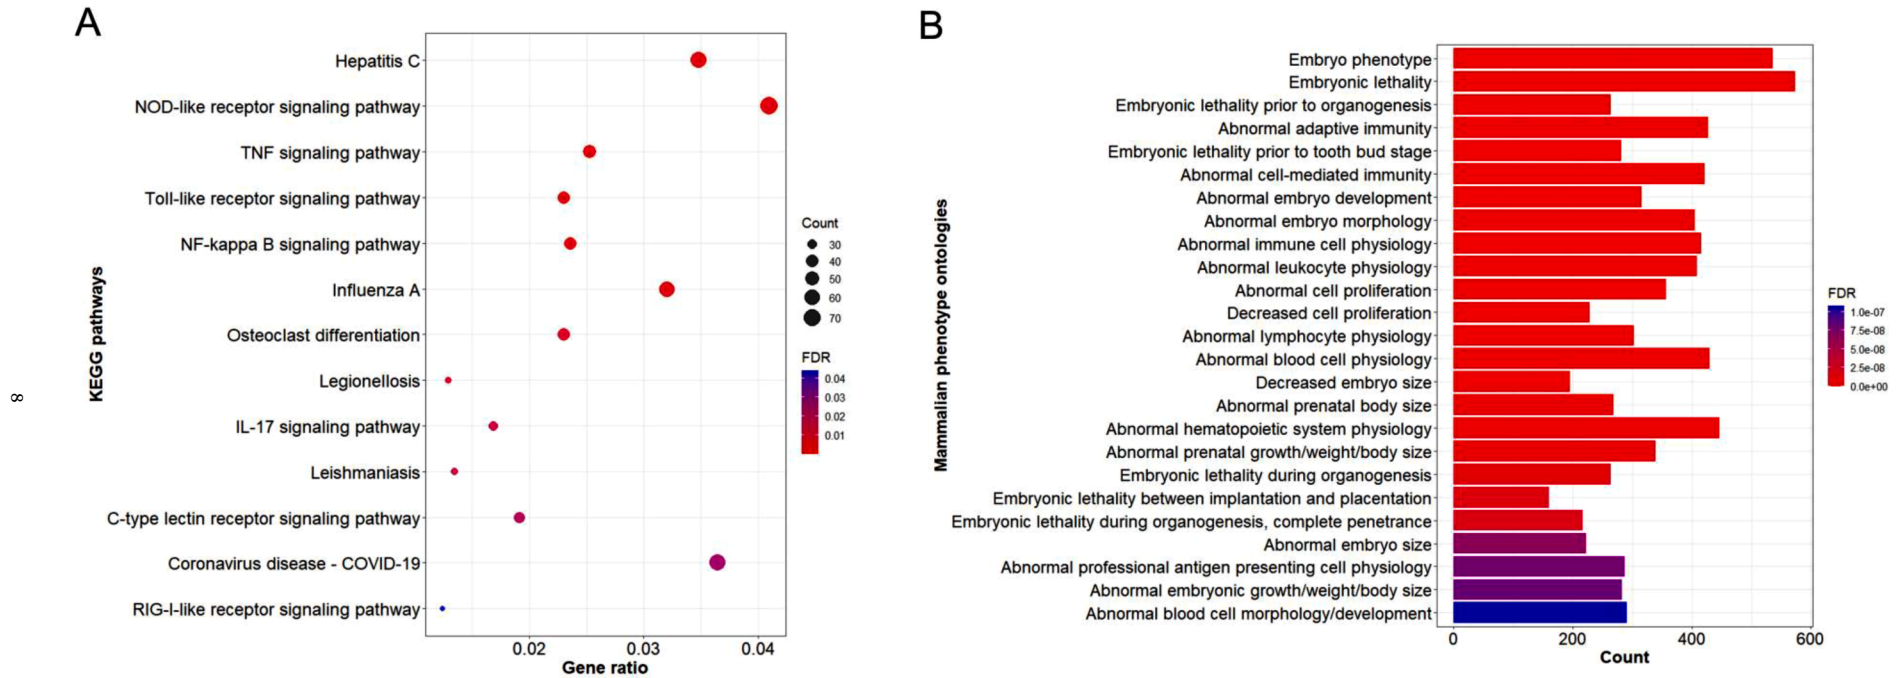 A
Hepatitis C
NOD-like receptor signaling pathway
TNF signaling pathway
Toll-like receptor signaling pathway
NF-kappa B signaling pathway
Influenza A
Osteoclast differentiation
Legionellosis
IL-17 signaling pathway
Leishmaniasis
C-type lectin receptor signaling pathway
Coronavirus disease - COVID-19
RIG-I-like receptor signaling pathway
KEGG pathways
0.02 0.03 0.04
Gene ratio
Count
30
40
50
60
70
FDR
0.04
0.03
0.02
0.01
8
B
Embryo phenotype
Embryonic lethality
Embryonic lethality prior to organogenesis
Abnormal adaptive immunity
Embryonic lethality prior to tooth bud stage
Abnormal cell-mediated immunity
Abnormal embryo development
Abnormal embryo morphology
Abnormal immune cell physiology
Abnormal leukocyte physiology
Abnormal cell proliferation
Decreased cell proliferation
Abnormal lymphocyte physiology
Abnormal blood cell physiology
Decreased embryo size
Abnormal prenatal body size
Abnormal hematopoietic system physiology
Abnormal prenatal growth/weight/body size
Embryonic lethality during organogenesis
Embryonic lethality between implantation and placentation
Embryonic lethality during organogenesis, complete penetrance
Abnormal embryo size
Abnormal professional antigen presenting cell physiology
Abnormal embryonic growth/weight/body size
Abnormal blood cell morphology/development
Mammalian phenotype ontologies
0 200 400 600
Count
FDR
1.0e-07
7.5e-08
5.0e-08
2.5e-08
0.0e+00